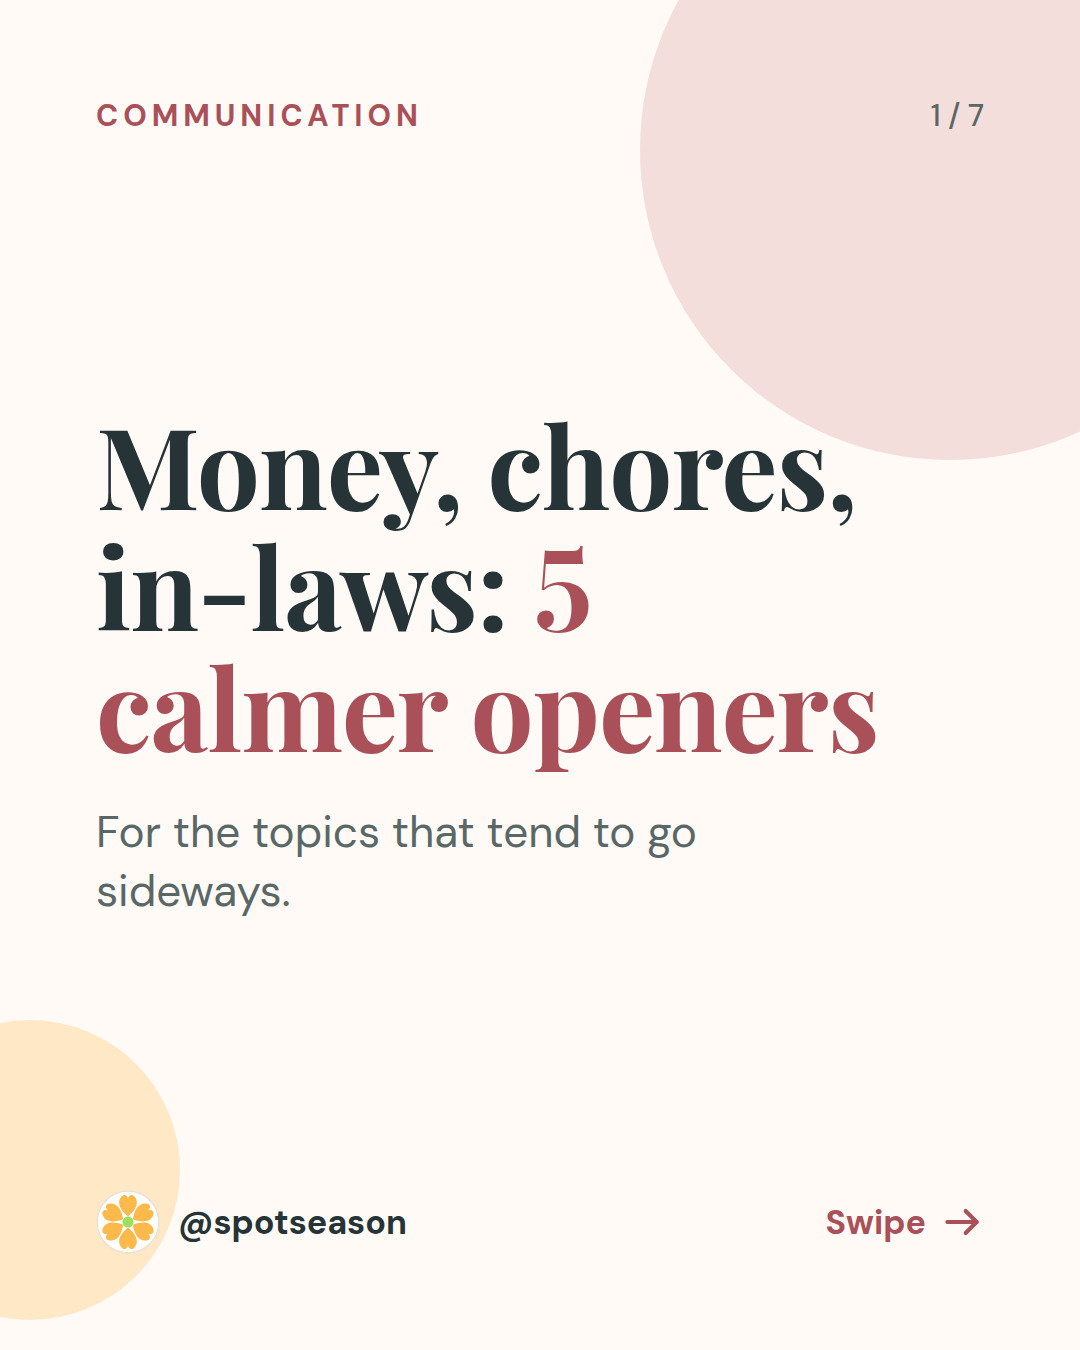 COMMUNICATION
1 / 7
Money, chores,
in-laws: 5
calmer openers
For the topics that tend to go
sideways.
@spotseason
Swipe →